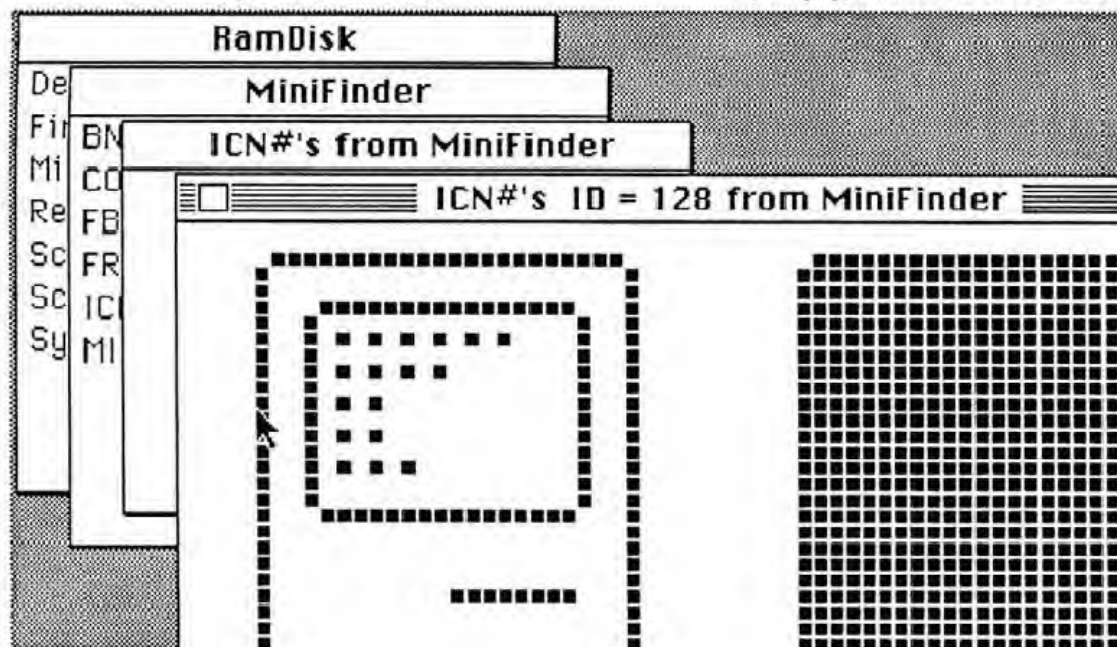 RamDisk
De
Fin
Mi
Re
Sc
Sc
Sy
MiniFinder
BN
CO
FB
FR
ICN
MI
ICN#'s from MiniFinder
ICN#'s ID = 128 from MiniFinder